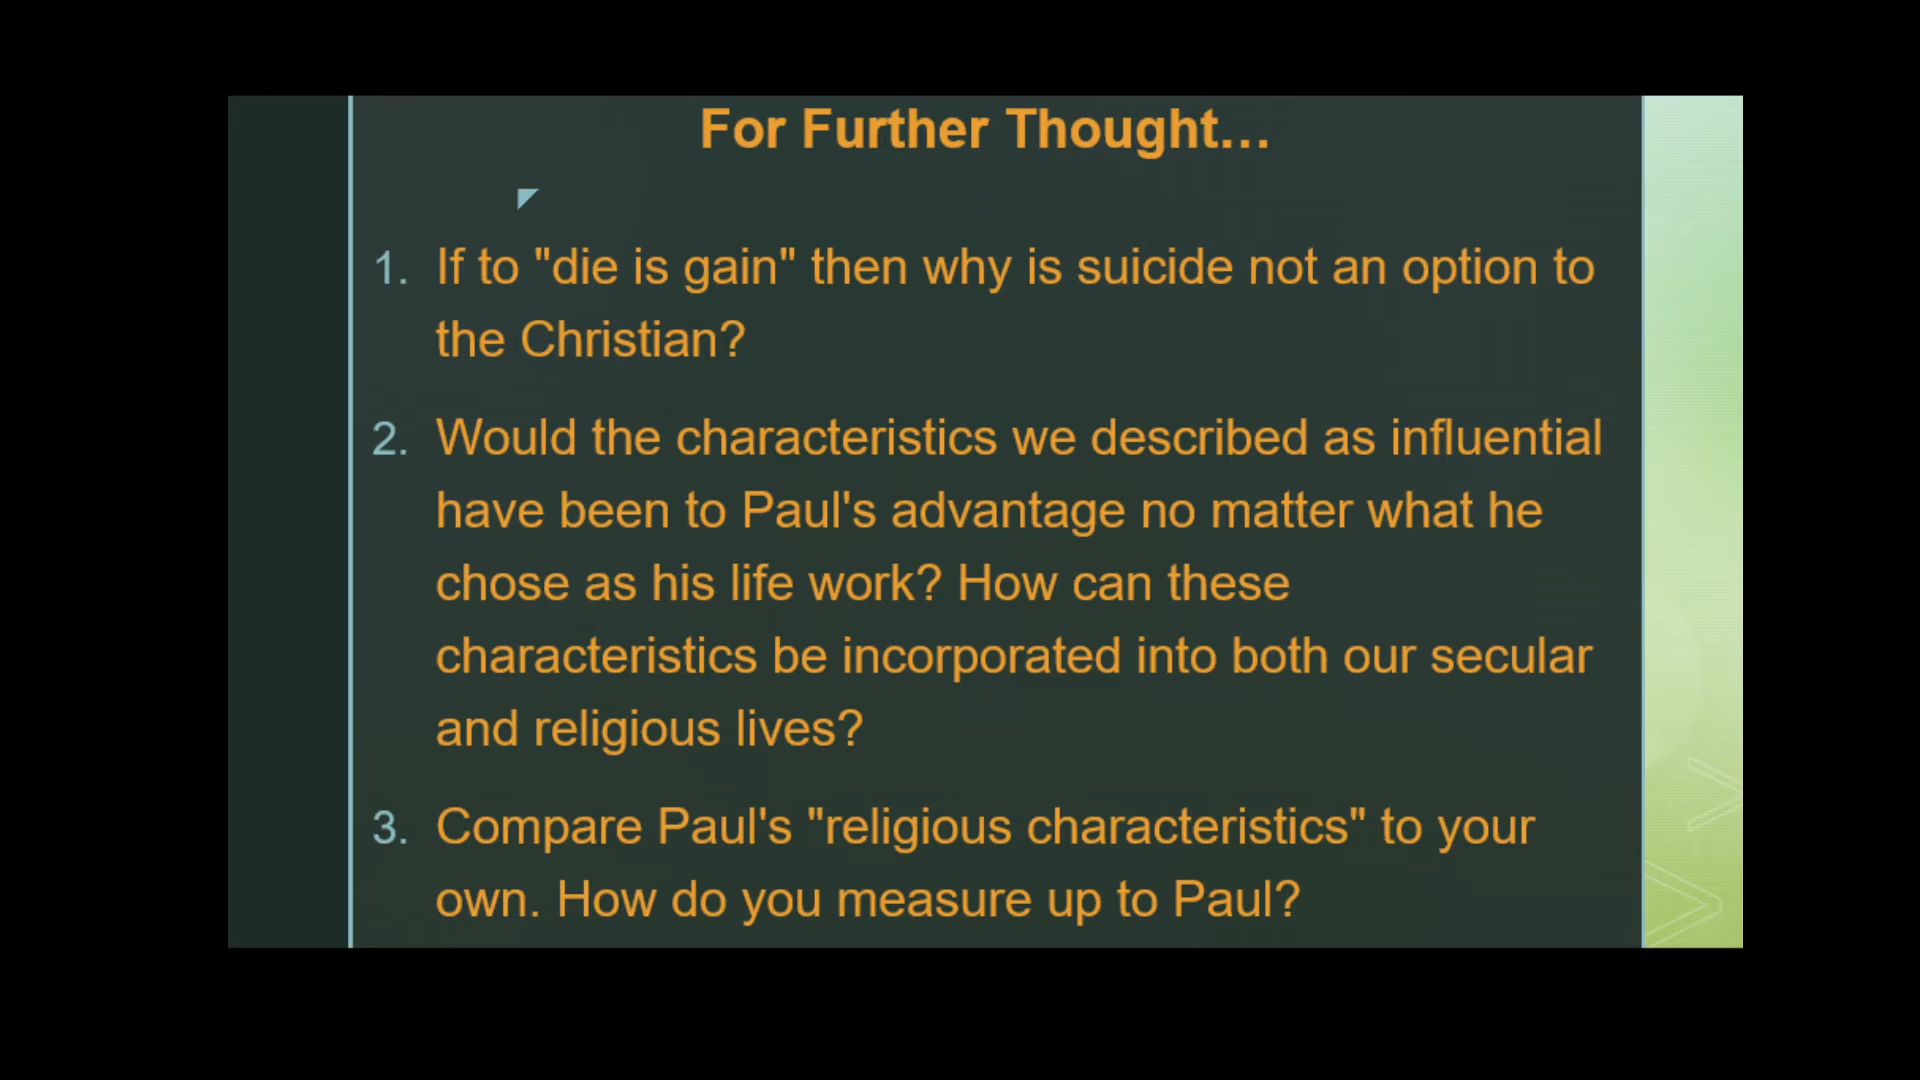 For Further Thought...
1. If to "die is gain" then why is suicide not an option to
the Christian?
2. Would the characteristics we described as influential
have been to Paul's advantage no matter what he
chose as his life work? How can these
characteristics be incorporated into both our secular
and religious lives?
3. Compare Paul's "religious characteristics" to your
own. How do you measure up to Paul?